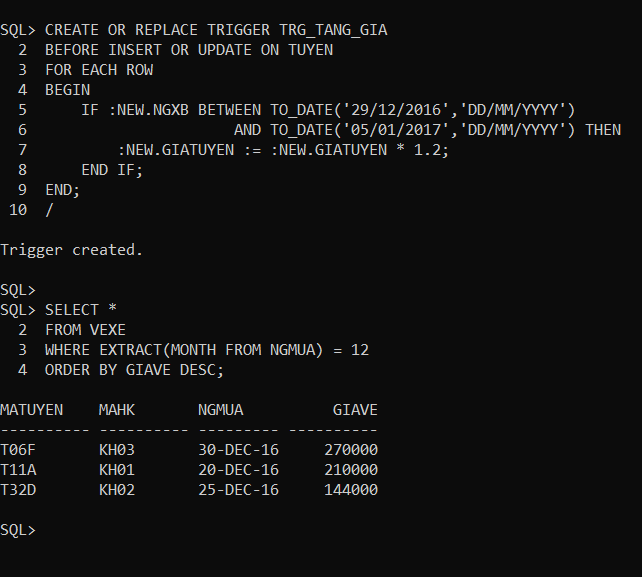 SQL> CREATE OR REPLACE TRIGGER TRG_TANG_GIA
  2  BEFORE INSERT OR UPDATE ON TUYEN
  3  FOR EACH ROW
  4  BEGIN
  5      IF :NEW.NGXB BETWEEN TO_DATE('29/12/2016','DD/MM/YYYY')
  6                       AND TO_DATE('05/01/2017','DD/MM/YYYY') THEN
  7          :NEW.GIATUYEN := :NEW.GIATUYEN * 1.2;
  8      END IF;
  9  END;
 10  /
Trigger created.
SQL>
SQL> SELECT *
  2  FROM VEXE
  3  WHERE EXTRACT(MONTH FROM NGMUA) = 12
  4  ORDER BY GIAVE DESC;
MATUYEN    MAHK       NGMUA          GIAVE
---------- ---------- --------- ----------
T06F       KH03       30-DEC-16     270000
T11A       KH01       20-DEC-16     210000
T32D       KH02       25-DEC-16     144000
SQL>